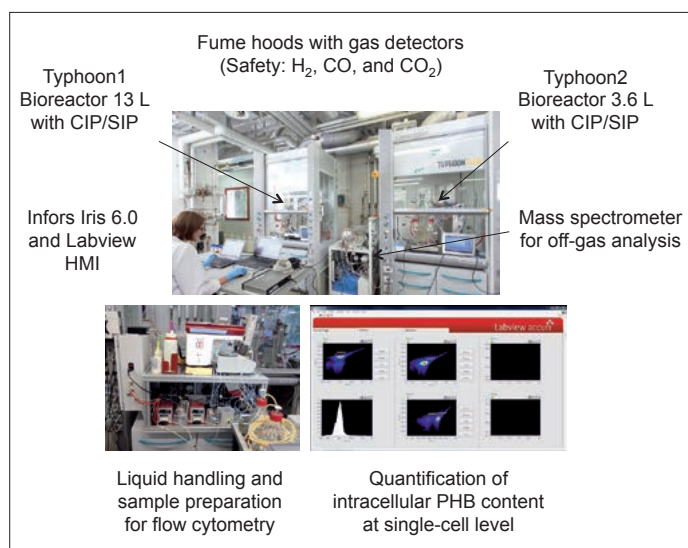 Fume hoods with gas detectors
(Safety: H₂, CO, and CO₂)
Typhoon1
Bioreactor 13 L
with CIP/SIP
Typhoon2
Bioreactor 3.6 L
with CIP/SIP
TYPHOON
Infors Iris 6.0
and Labview
HMI
Mass spectrometer
for off-gas analysis
Labview accuri
Liquid handling and
sample preparation
for flow cytometry
Quantification of
intracellular PHB content
at single-cell level